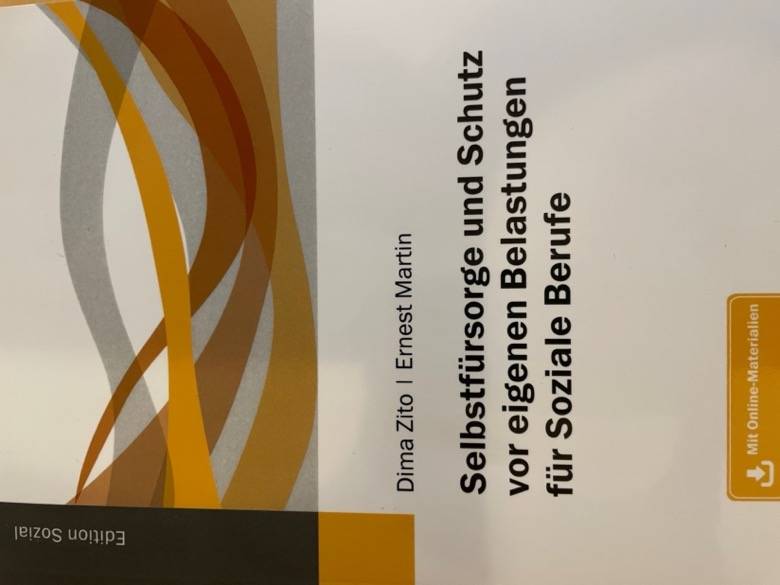 Edition Sozial
Dima Zito | Ernest Martin
Selbstfürsorge und Schutz
vor eigenen Belastungen
für Soziale Berufe
Mit Online-Materialien